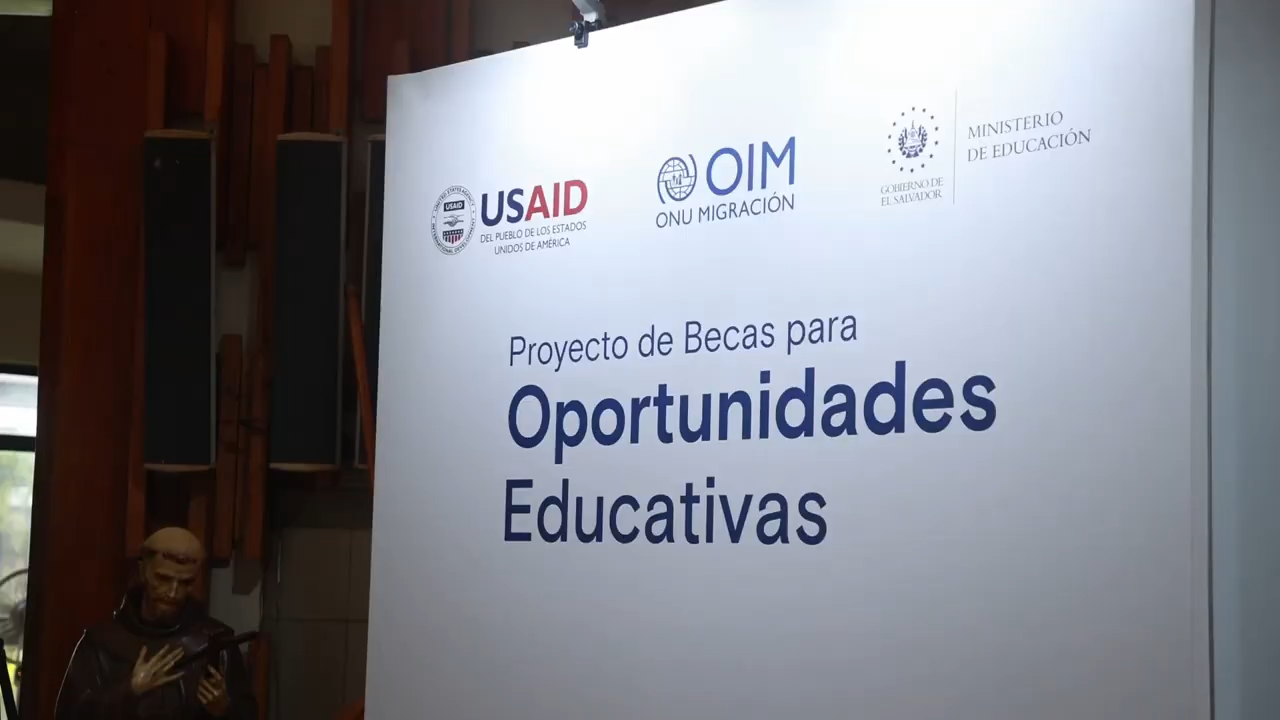 USAID
DEL PUEBLO DE LOS ESTADOS
UNIDOS DE AMÉRICA
OIM
ONU MIGRACIÓN
GOBIERNO DE
EL SALVADOR
MINISTERIO
DE EDUCACIÓN
Proyecto de Becas para
Oportunidades
Educativas